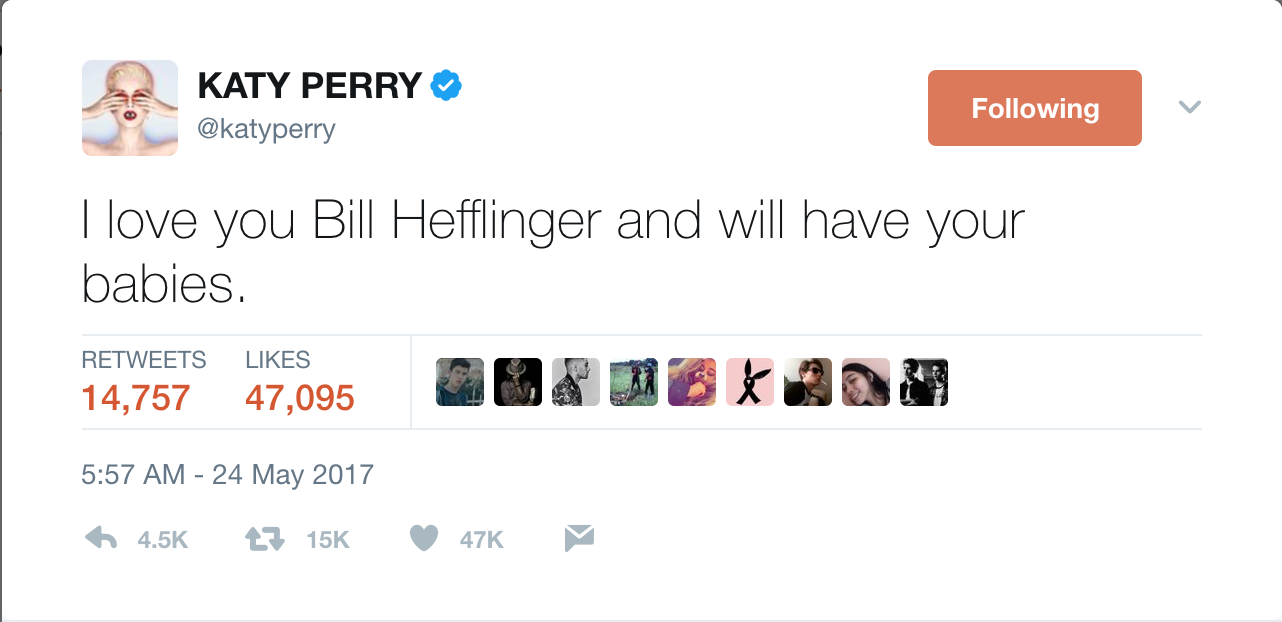 KATY PERRY
@katyperry
Following
I love you Bill Hefflinger and will have your
babies.
RETWEETS LIKES
14,757 47,095
5:57 AM - 24 May 2017
4.5K 15K 47K